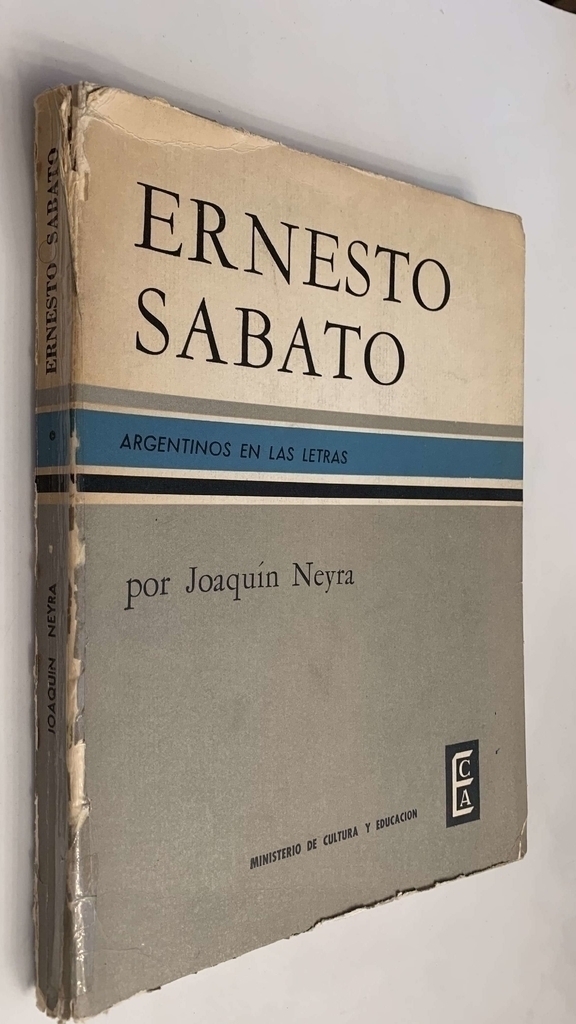 ERNESTO
SABATO
ARGENTINOS EN LAS LETRAS
por Joaquín Neyra
ECA
MINISTERIO DE CULTURA Y EDUCACION
ERNESTO SABATO
JOAQUIN NEYRA